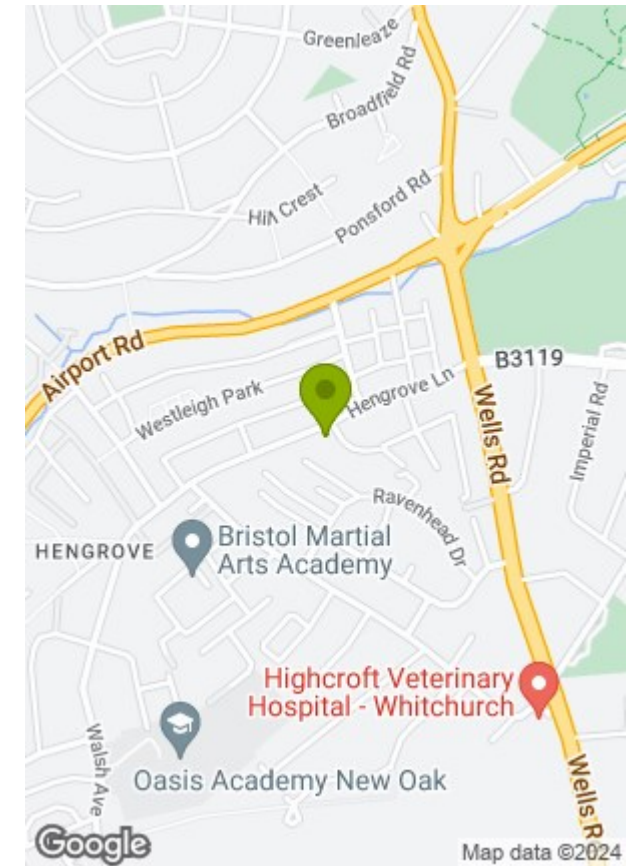 Greenleaze
Broadfield Rd
Hill Crest
Ponsford Rd
Airport Rd
B3119
Hengrove Ln
Westleigh Park
Imperial Rd
Wells Rd
Ravenhead Dr
HENGROVE
Bristol Martial
Arts Academy
Highcroft Veterinary
Hospital - Whitchurch
Walsh Ave
Oasis Academy New Oak
Wells R
Google
Map data ©2024